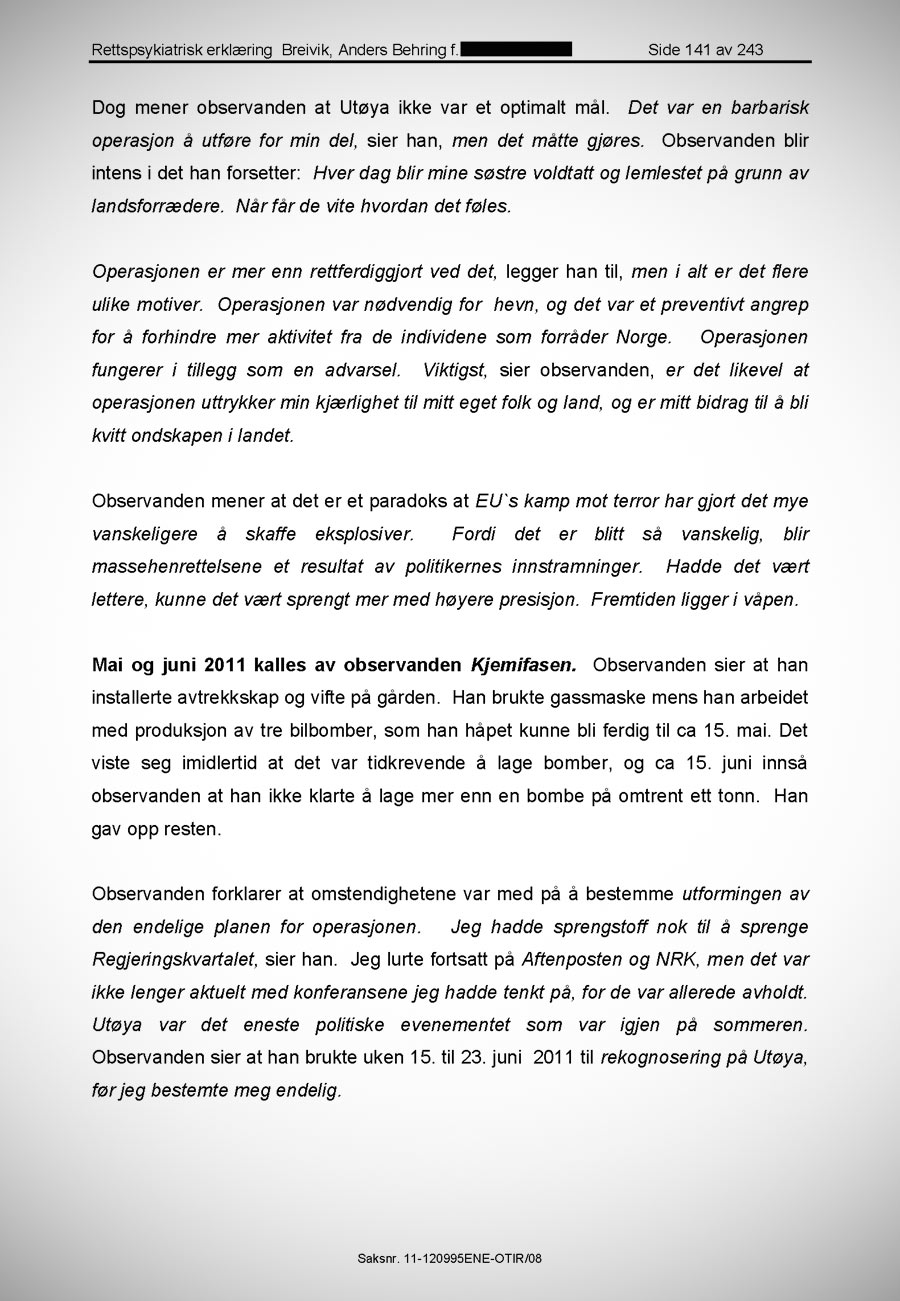 Rettspsykiatrisk erklæring  Breivik, Anders Behring f.
Side 141 av 243
Dog mener observanden at Utøya ikke var et optimalt mål.  Det var en barbarisk
operasjon å utføre for min del, sier han, men det måtte gjøres.  Observanden blir
intens i det han forsetter:  Hver dag blir mine søstre voldtatt og lemlestet på grunn av
landsforrædere.  Når får de vite hvordan det føles.
Operasjonen er mer enn rettferdiggjort ved det, legger han til, men i alt er det flere
ulike motiver.  Operasjonen var nødvendig for  hevn, og det var et preventivt angrep
for å forhindre mer aktivitet fra de individene som forråder Norge.   Operasjonen
fungerer i tillegg som en advarsel.  Viktigst, sier observanden, er det likevel at
operasjonen uttrykker min kjærlighet til mitt eget folk og land, og er mitt bidrag til å bli
kvitt ondskapen i landet.
Observanden mener at det er et paradoks at EU`s kamp mot terror har gjort det mye
vanskeligere å skaffe eksplosiver.  Fordi det er blitt så vanskelig, blir
massehenrettelsene et resultat av politikernes innstramninger.  Hadde det vært
lettere, kunne det vært sprengt mer med høyere presisjon.  Fremtiden ligger i våpen.
Mai og juni 2011 kalles av observanden Kjemifasen.  Observanden sier at han
installerte avtrekkskap og vifte på gården.  Han brukte gassmaske mens han arbeidet
med produksjon av tre bilbomber, som han håpet kunne bli ferdig til ca 15. mai. Det
viste seg imidlertid at det var tidkrevende å lage bomber, og ca 15. juni innså
observanden at han ikke klarte å lage mer enn en bombe på omtrent ett tonn.  Han
gav opp resten.
Observanden forklarer at omstendighetene var med på å bestemme utformingen av
den endelige planen for operasjonen.   Jeg hadde sprengstoff nok til å sprenge
Regjeringskvartalet, sier han.  Jeg lurte fortsatt på Aftenposten og NRK, men det var
ikke lenger aktuelt med konferansene jeg hadde tenkt på, for de var allerede avholdt.
Utøya var det eneste politiske evenementet som var igjen på sommeren.
Observanden sier at han brukte uken 15. til 23. juni  2011 til rekognosering på Utøya,
før jeg bestemte meg endelig.
Saksnr. 11-120995ENE-OTIR/08